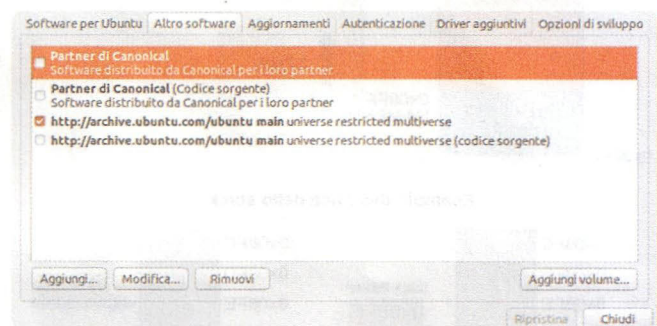 Software per Ubuntu Altro software Aggiornamenti Autenticazione Driver aggiuntivi Opzioni di sviluppo
Partner di Canonical
Software distribuito da Canonical per i loro partner
Partner di Canonical (Codice sorgente)
Software distribuito da Canonical per i loro partner
http://archive.ubuntu.com/ubuntu main universe restricted multiverse
http://archive.ubuntu.com/ubuntu main universe restricted multiverse (codice sorgente)
Aggiungi... Modifica... Rimuovi Aggiungi volume...
Ripristina Chiudi